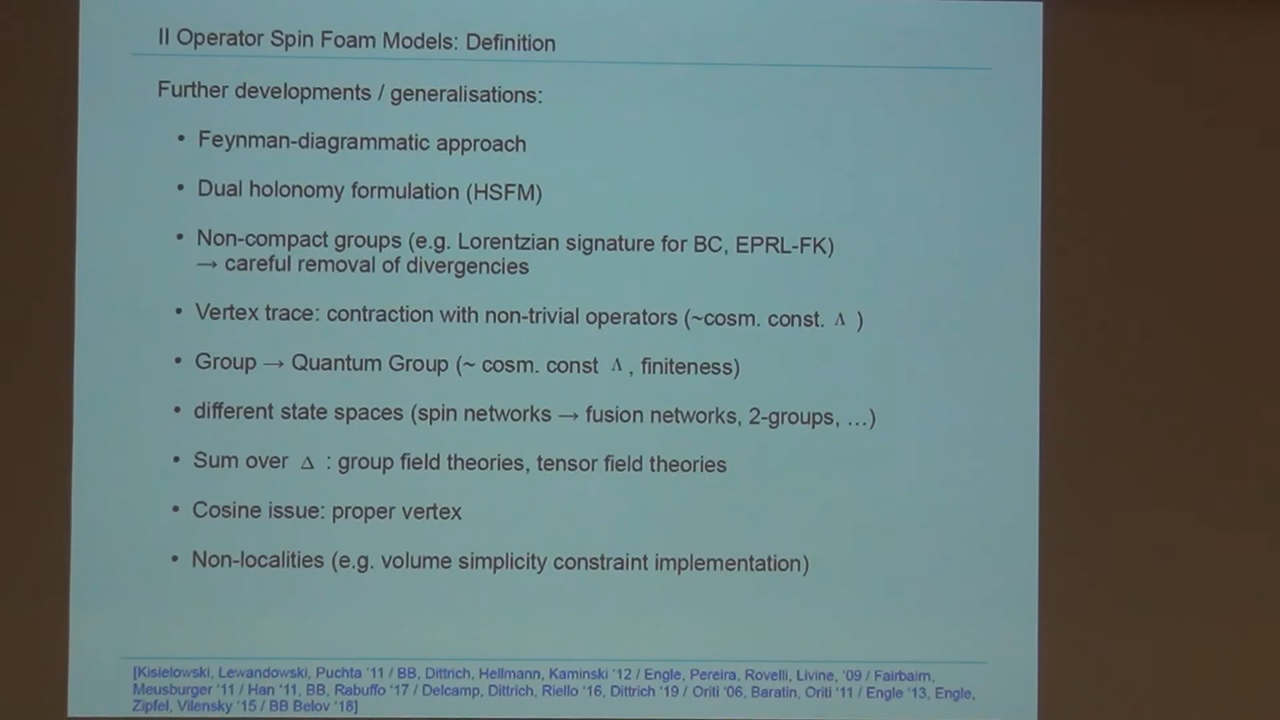 II Operator Spin Foam Models: Definition
Further developments / generalisations:
• Feynman-diagrammatic approach
• Dual holonomy formulation (HSFM)
• Non-compact groups (e.g. Lorentzian signature for BC, EPRL-FK)
→ careful removal of divergencies
• Vertex trace: contraction with non-trivial operators (~cosm. const. Λ )
• Group → Quantum Group (~ cosm. const Λ , finiteness)
• different state spaces (spin networks → fusion networks, 2-groups, …)
• Sum over Δ : group field theories, tensor field theories
• Cosine issue: proper vertex
• Non-localities (e.g. volume simplicity constraint implementation)
[Kisielowski, Lewandowski, Puchta ‘11 / BB, Dittrich, Hellmann, Kaminski ‘12 / Engle, Pereira, Rovelli, Livine, ‘09 / Fairbairn,
Meusburger ‘11 / Han ‘11, BB, Rabuffo ‘17 / Delcamp, Dittrich, Riello ‘16, Dittrich ‘19 / Oriti ‘06, Baratin, Oriti ‘11 / Engle ‘13, Engle,
Zipfel, Vilensky ‘15 / BB Belov ‘18]